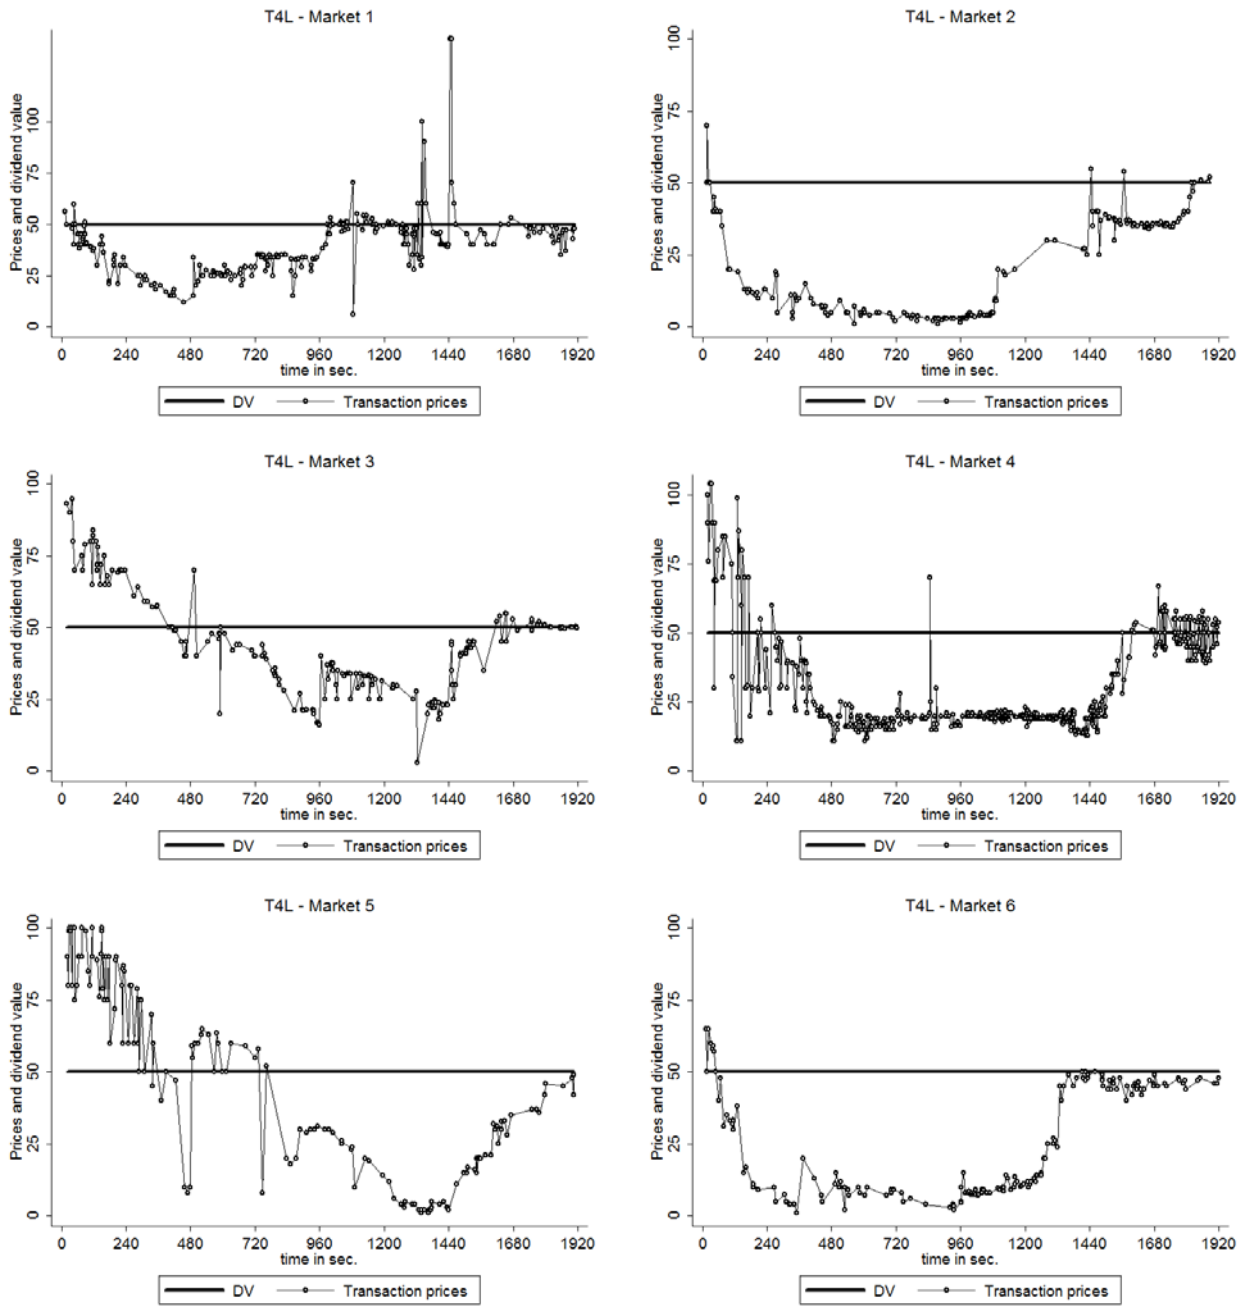 T4L - Market 1
Prices and dividend value
0 25 50 75 100
0 240 480 720 960 1200 1440 1680 1920
time in sec.
DV Transaction prices
T4L - Market 2
Prices and dividend value
0 25 50 75 100
0 240 480 720 960 1200 1440 1680 1920
time in sec.
DV Transaction prices
T4L - Market 3
Prices and dividend value
0 25 50 75 100
0 240 480 720 960 1200 1440 1680 1920
time in sec.
DV Transaction prices
T4L - Market 4
Prices and dividend value
0 25 50 75 100
0 240 480 720 960 1200 1440 1680 1920
time in sec.
DV Transaction prices
T4L - Market 5
Prices and dividend value
0 25 50 75 100
0 240 480 720 960 1200 1440 1680 1920
time in sec.
DV Transaction prices
T4L - Market 6
Prices and dividend value
0 25 50 75 100
0 240 480 720 960 1200 1440 1680 1920
time in sec.
DV Transaction prices